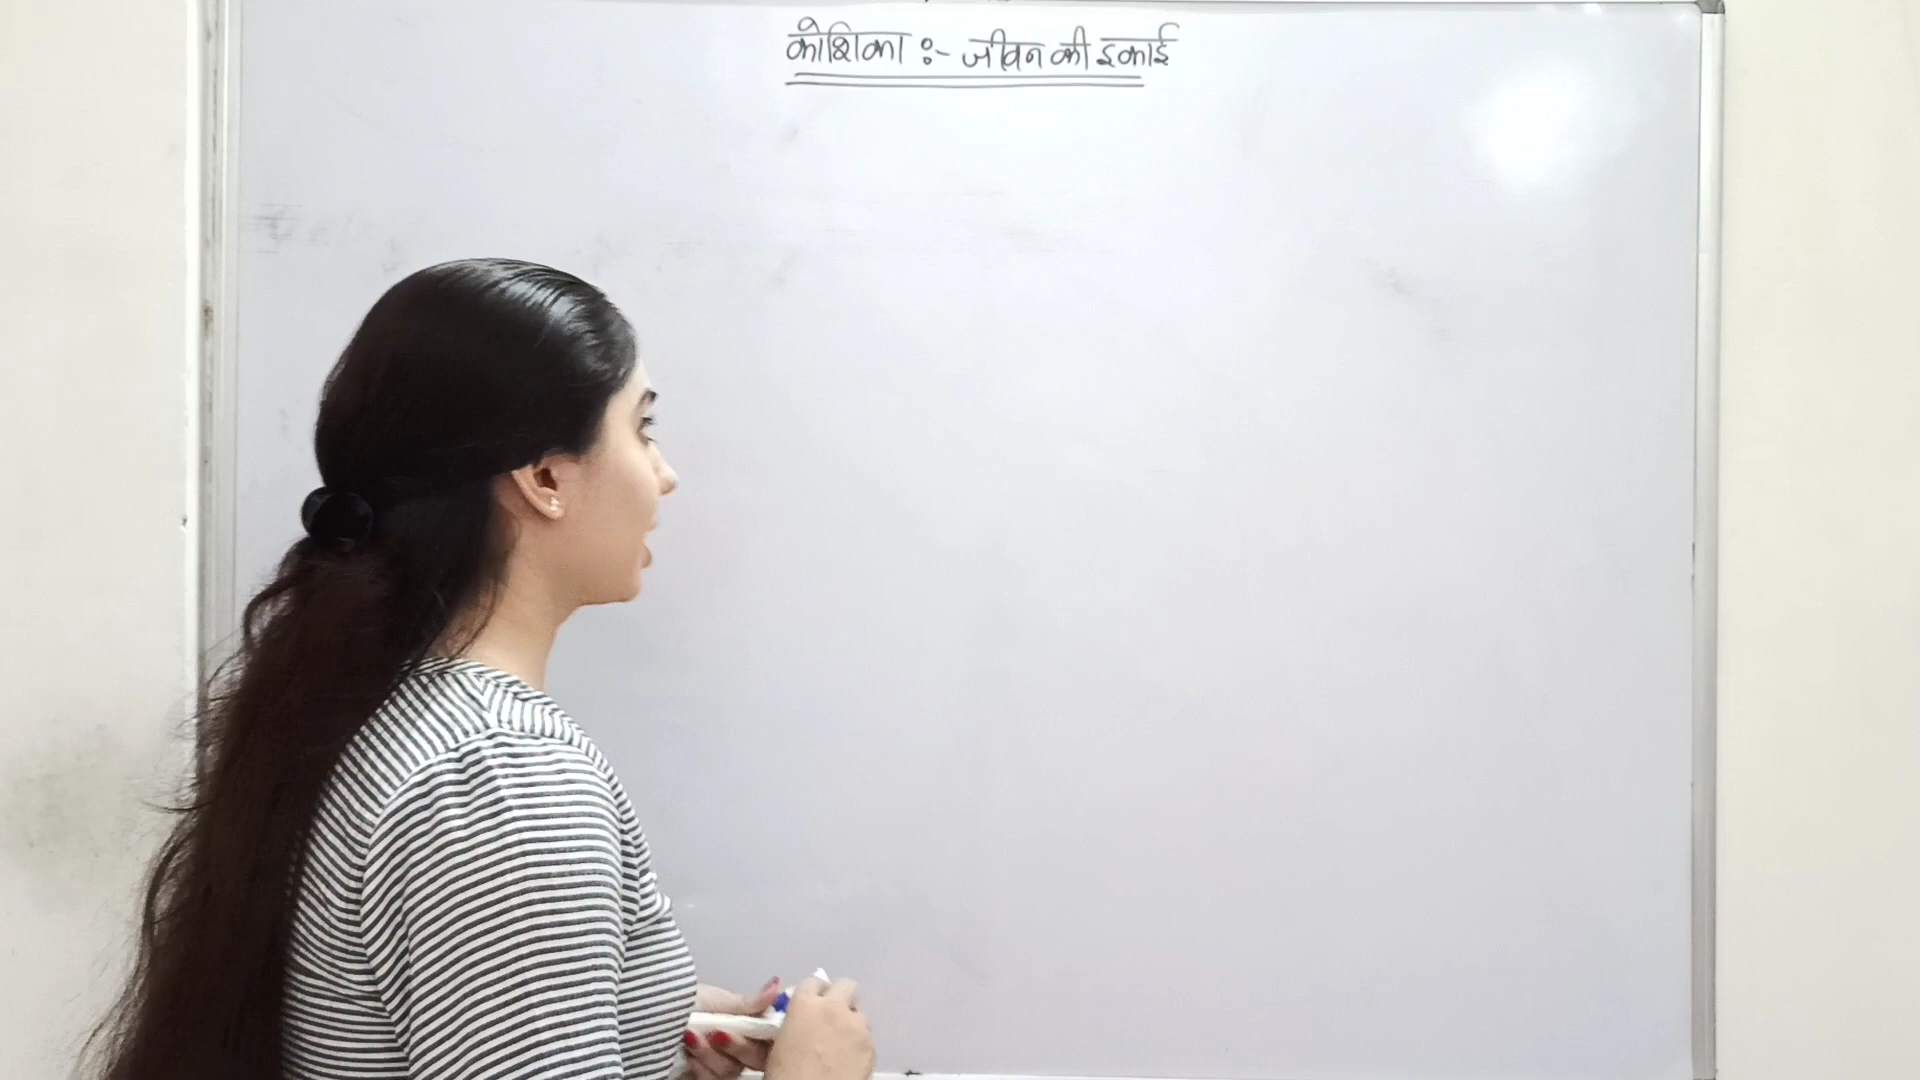 कोशिका :- जीवन की इकाई